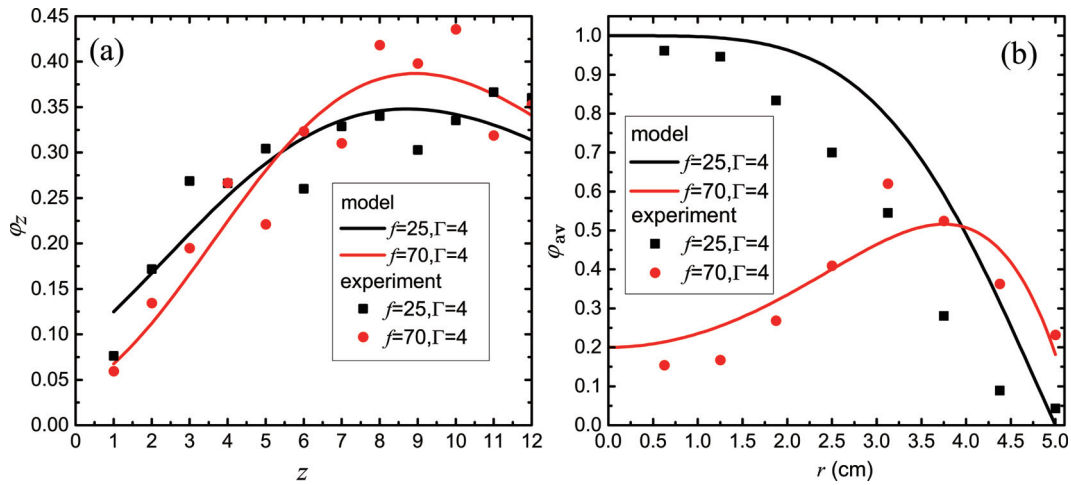 (a)
0.45
0.40
0.35
0.30
0.25
0.20
0.15
0.10
0.05
0.00
φz
model
f=25,Γ=4
f=70,Γ=4
experiment
f=25,Γ=4
f=70,Γ=4
1 2 3 4 5 6 7 8 9 10 11 12
z
(b)
1.0
0.9
0.8
0.7
0.6
0.5
0.4
0.3
0.2
0.1
0.0
φav
model
f=25,Γ=4
f=70,Γ=4
experiment
f=25,Γ=4
f=70,Γ=4
0.0 0.5 1.0 1.5 2.0 2.5 3.0 3.5 4.0 4.5 5.0
r (cm)